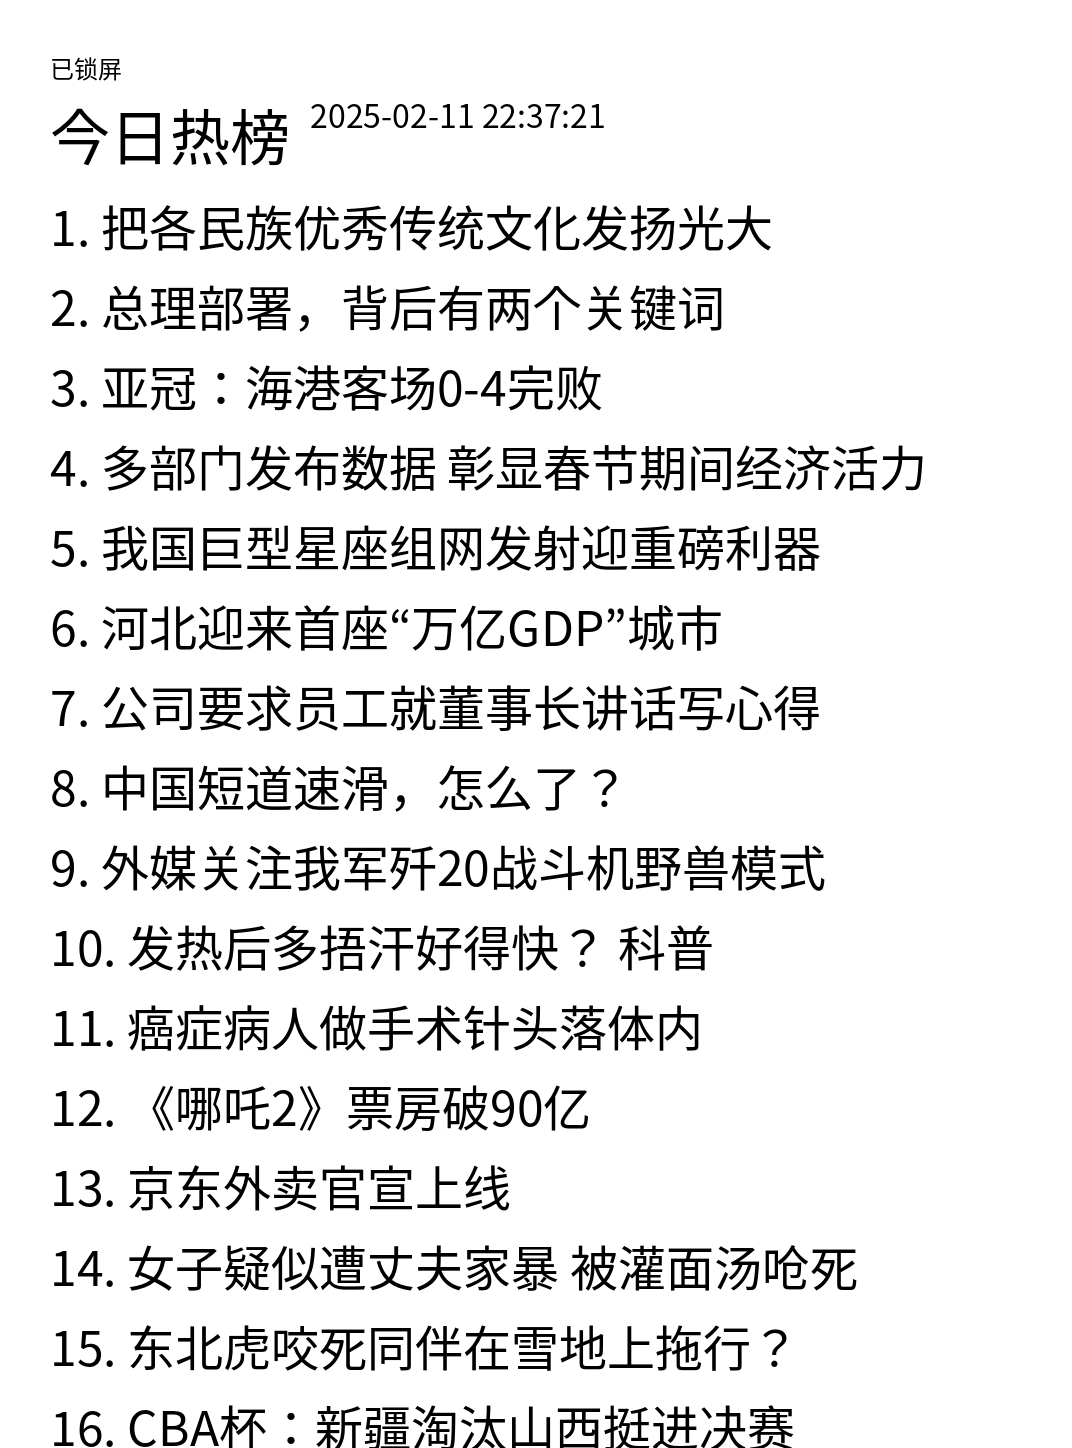 已锁屏
今日热榜 2025-02-11 22:37:21
1. 把各民族优秀传统文化发扬光大
2. 总理部署，背后有两个关键词
3. 亚冠：海港客场0-4完败
4. 多部门发布数据 彰显春节期间经济活力
5. 我国巨型星座组网发射迎重磅利器
6. 河北迎来首座“万亿GDP”城市
7. 公司要求员工就董事长讲话写心得
8. 中国短道速滑，怎么了？
9. 外媒关注我军歼20战斗机野兽模式
10. 发热后多捂汗好得快？ 科普
11. 癌症病人做手术针头落体内
12. 《哪吒2》票房破90亿
13. 京东外卖官宣上线
14. 女子疑似遭丈夫家暴 被灌面汤呛死
15. 东北虎咬死同伴在雪地上拖行？
16. CBA杯：新疆淘汰山西挺进决赛